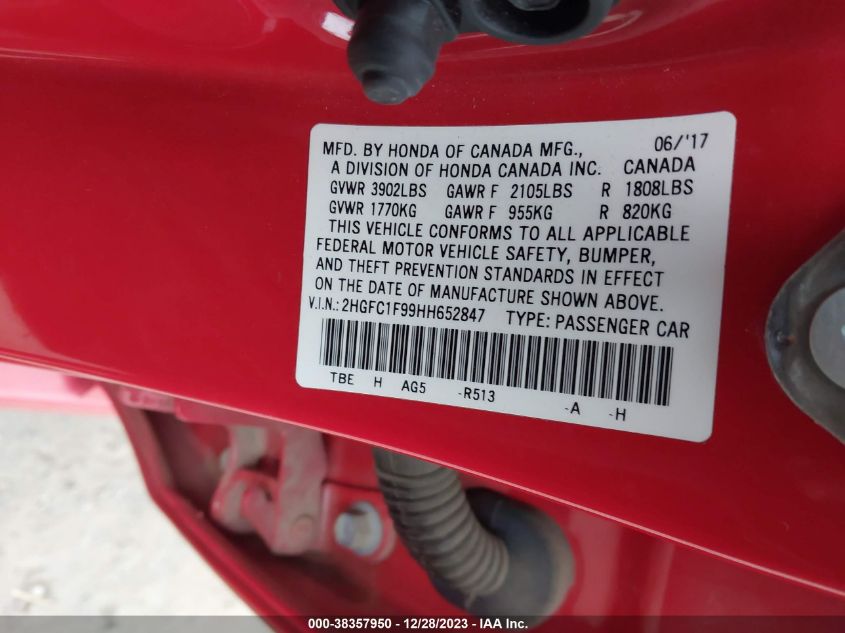 MFD. BY HONDA OF CANADA MFG., 06/'17
A DIVISION OF HONDA CANADA INC. CANADA
GVWR 3902LBS GAWR F 2105LBS R 1808LBS
GVWR 1770KG GAWR F 955KG R 820KG
THIS VEHICLE CONFORMS TO ALL APPLICABLE
FEDERAL MOTOR VEHICLE SAFETY, BUMPER,
AND THEFT PREVENTION STANDARDS IN EFFECT
ON THE DATE OF MANUFACTURE SHOWN ABOVE.
V.I.N.: 2HGFC1F99HH652847 TYPE: PASSENGER CAR
TBE H AG5 -R513 -A -H
000-38357950 - 12/28/2023 - IAA Inc.